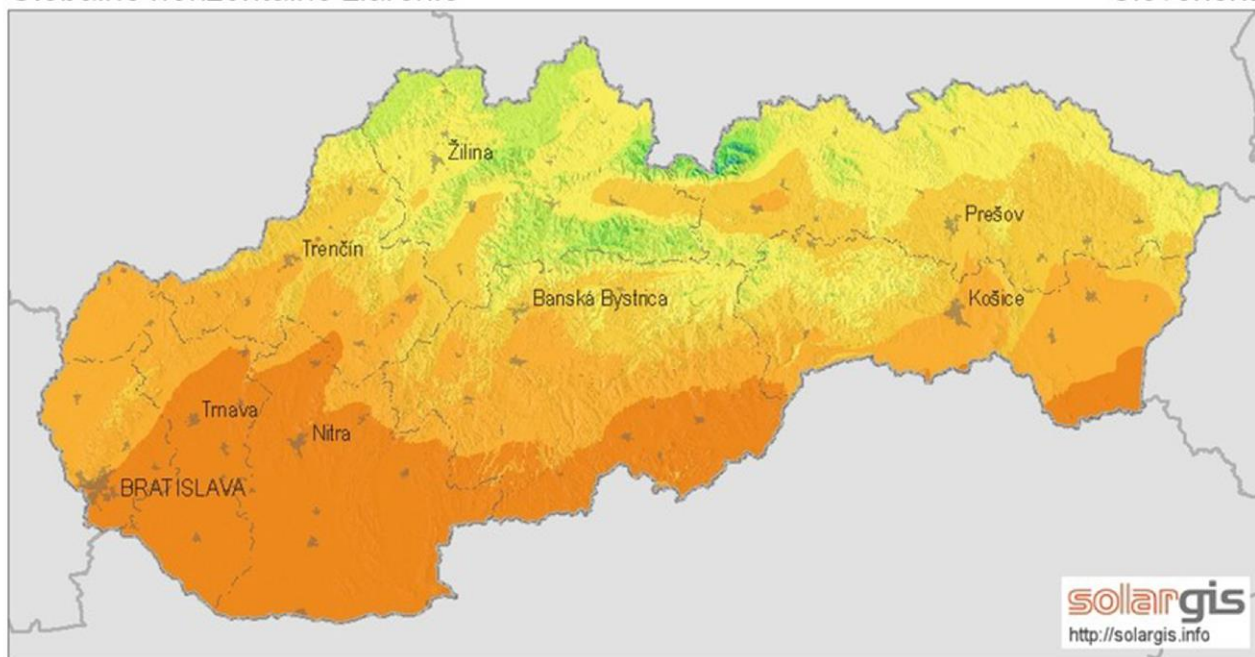 Žilina
Prešov
Trenčín
Banská Bystrica
Košice
Trnava
Nitra
BRATISLAVA
solargis
http://solargis.info